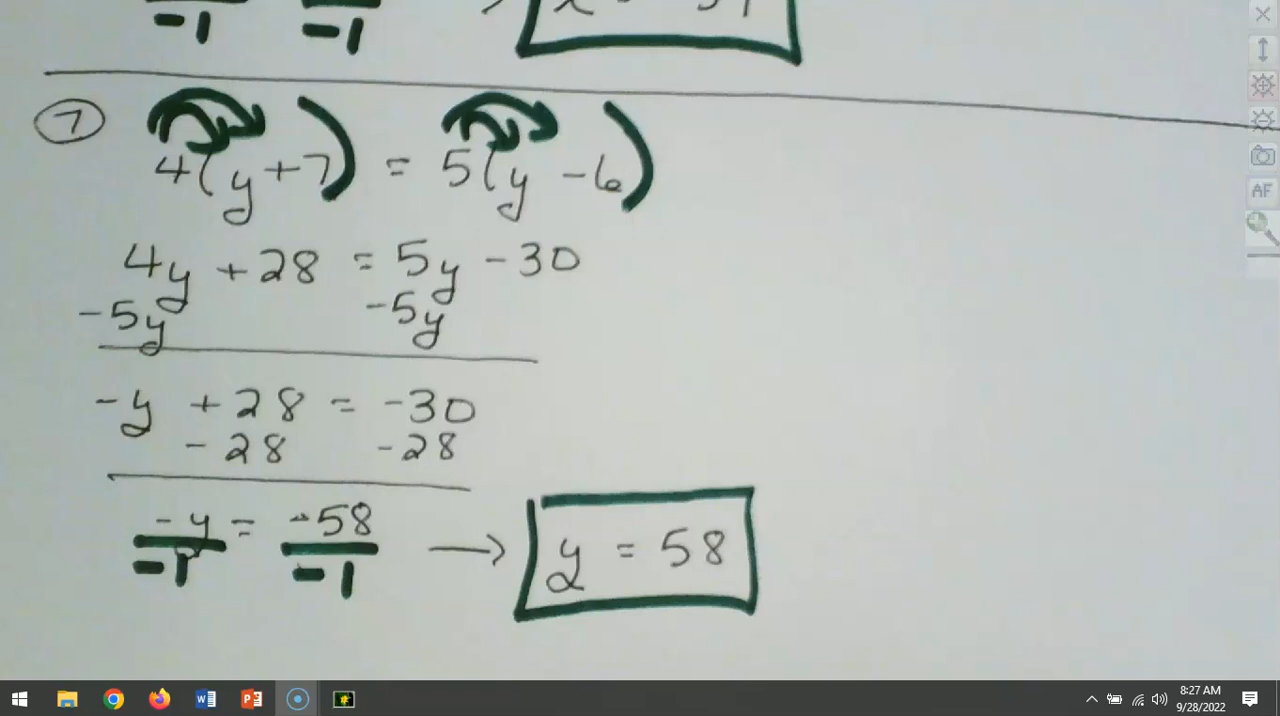 -1 -1
7 4(y+7) = 5(y-6)
4y +28 = 5y -30
-5y -5y
-y +28 = -30
-28 -28
-y = -58 → y = 58
-1 -1
AF
8:27 AM
9/28/2022